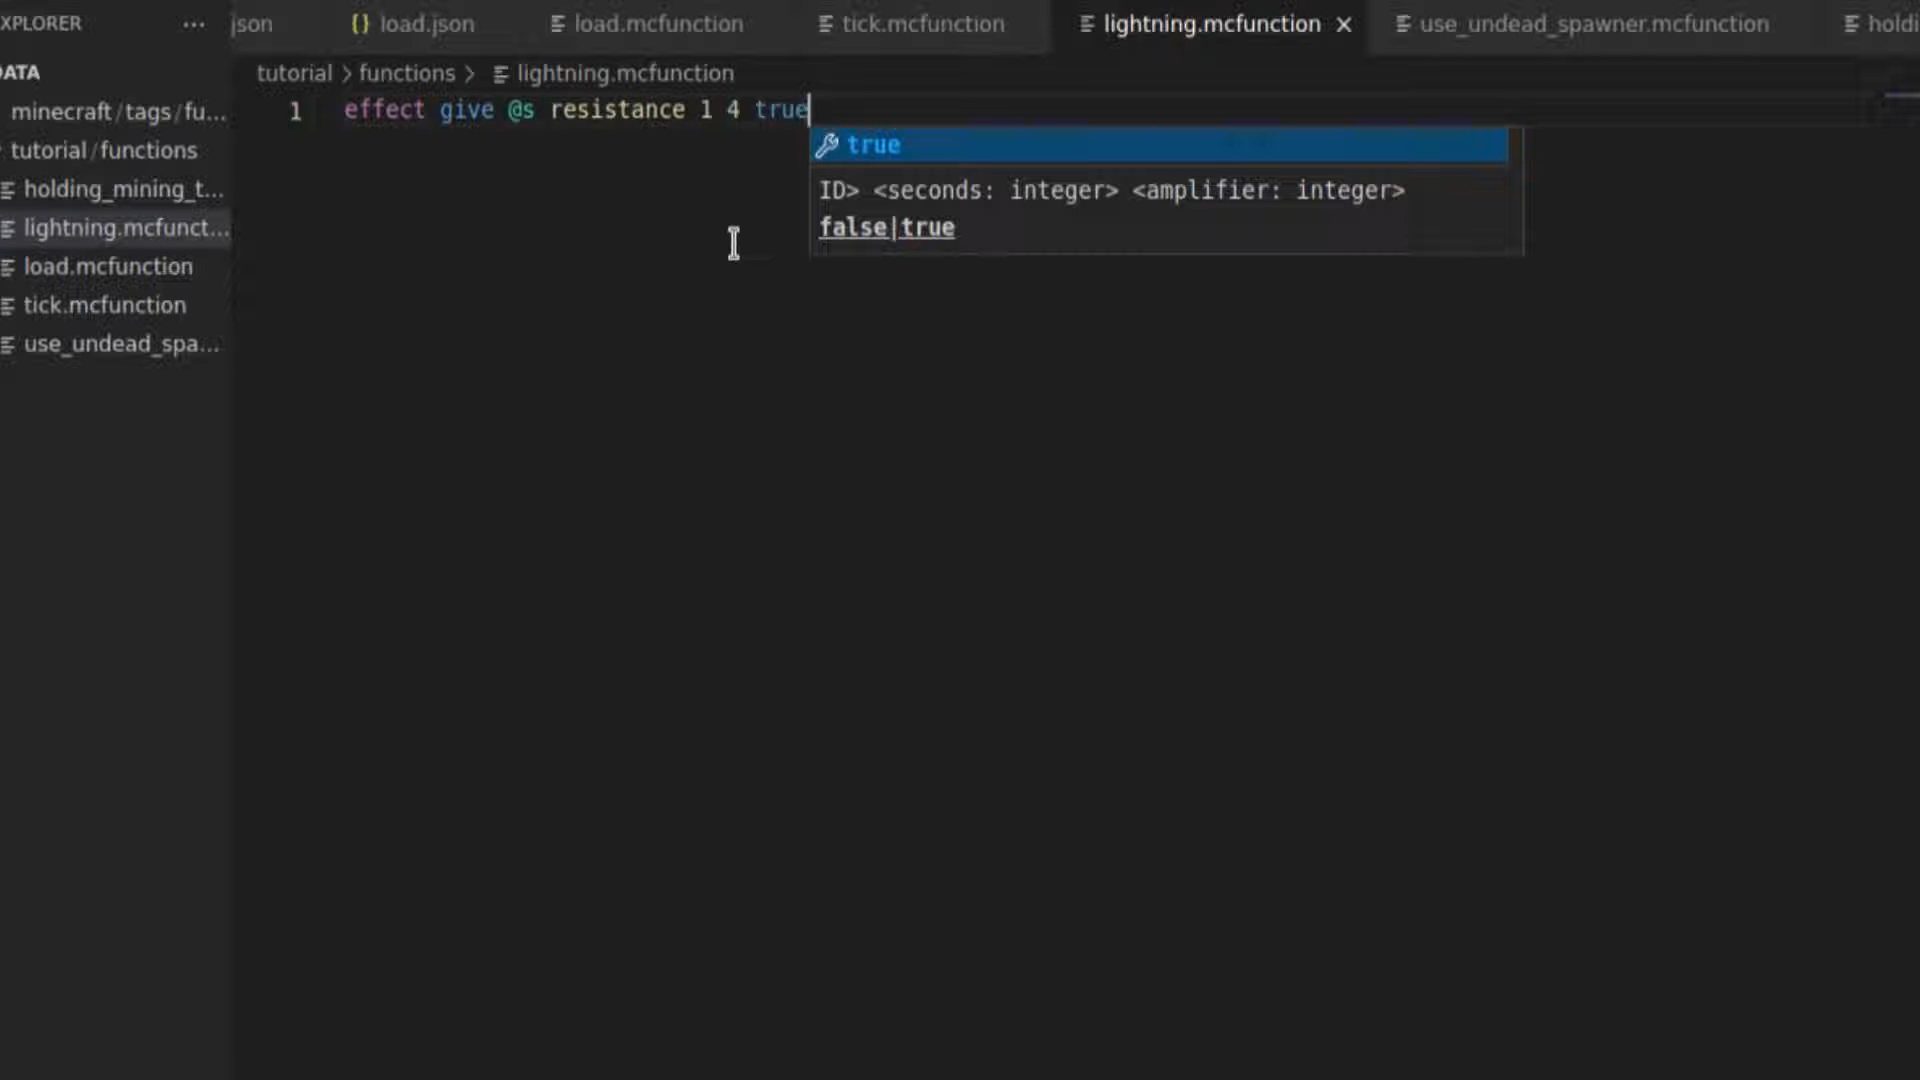 XPLORER ...
json
load.json
load.mcfunction
tick.mcfunction
lightning.mcfunction
use_undead_spawner.mcfunction
holdi
DATA
tutorial > functions > lightning.mcfunction
minecraft/tags/fu...
tutorial/functions
holding_mining_t...
lightning.mcfunct...
load.mcfunction
tick.mcfunction
use_undead_spa...
1 effect give @s resistance 1 4 true
true
ID> <seconds: integer> <amplifier: integer>
false|true